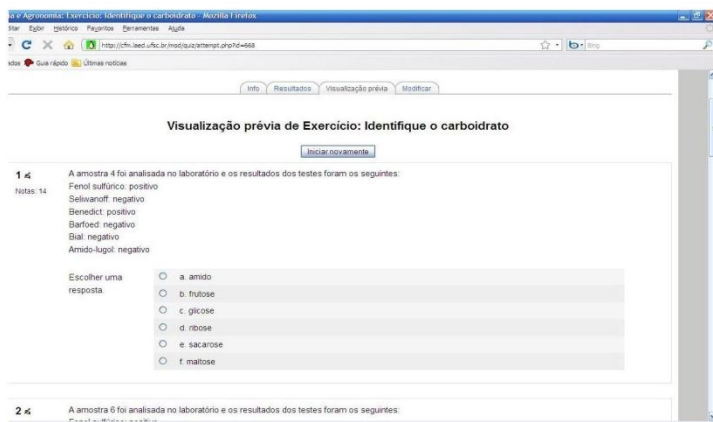 a e Agronomia: Exercício: Identifique o carboidrato - Mozilla Firefox
Editar Exibir Histórico Favoritos Ferramentas Ajuda
http://cfm.leed.ufsc.br/mod/quiz/attempt.php?id=668
Bing
Guia rápido Últimas notícias
Info Resultados Visualização prévia Modificar
Visualização prévia de Exercício: Identifique o carboidrato
Iniciar novamente
1 A amostra 4 foi analisada no laboratório e os resultados dos testes foram os seguintes:
Notas: 14
Fenol sulfúrico: positivo
Seliwanoff: negativo
Benedict: positivo
Barfoed: negativo
Bial: negativo
Amido-lugol: negativo
Escolher uma resposta.
a. amido
b. frutose
c. glicose
d. ribose
e. sacarose
f. maltose
2 A amostra 6 foi analisada no laboratório e os resultados dos testes foram os seguintes: